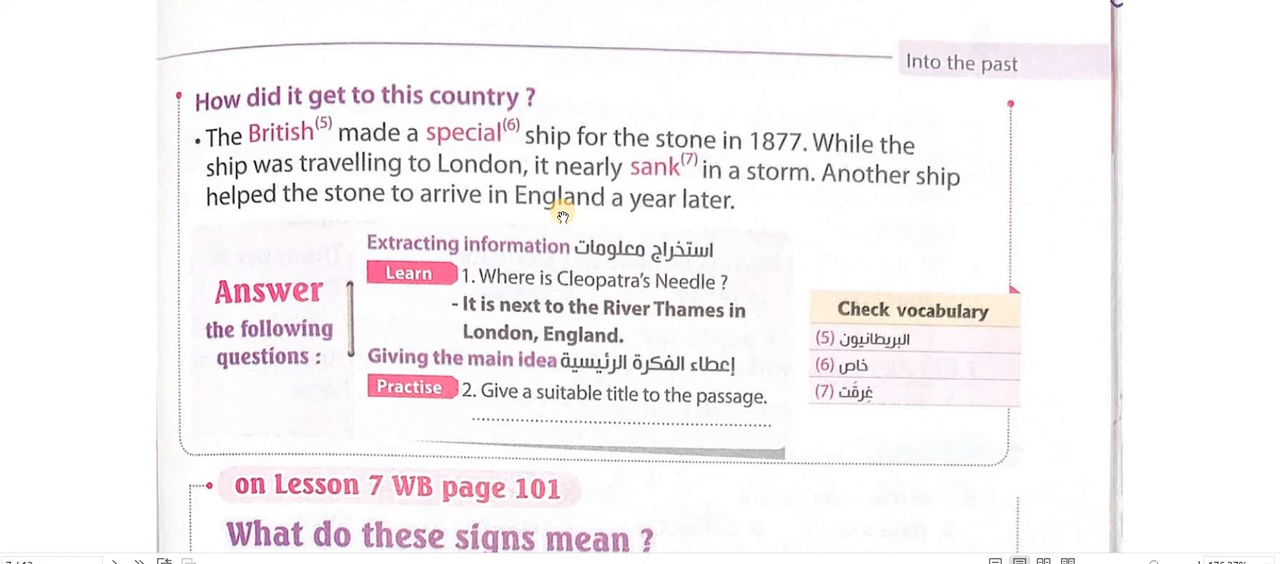 Into the past
How did it get to this country ?
• The British(5) made a special(6) ship for the stone in 1877. While the
ship was travelling to London, it nearly sank(7) in a storm. Another ship
helped the stone to arrive in England a year later.
Answer
the following
questions :
Extracting information استخراج معلومات
Learn 1. Where is Cleopatra's Needle ?
- It is next to the River Thames in
London, England.
Giving the main idea إعطاء الفكرة الرئيسية
Practise 2. Give a suitable title to the passage.
Check vocabulary
(5) البريطانيون
(6) خاص
(7) غرقت
on Lesson 7 WB page 101
What do these signs mean ?